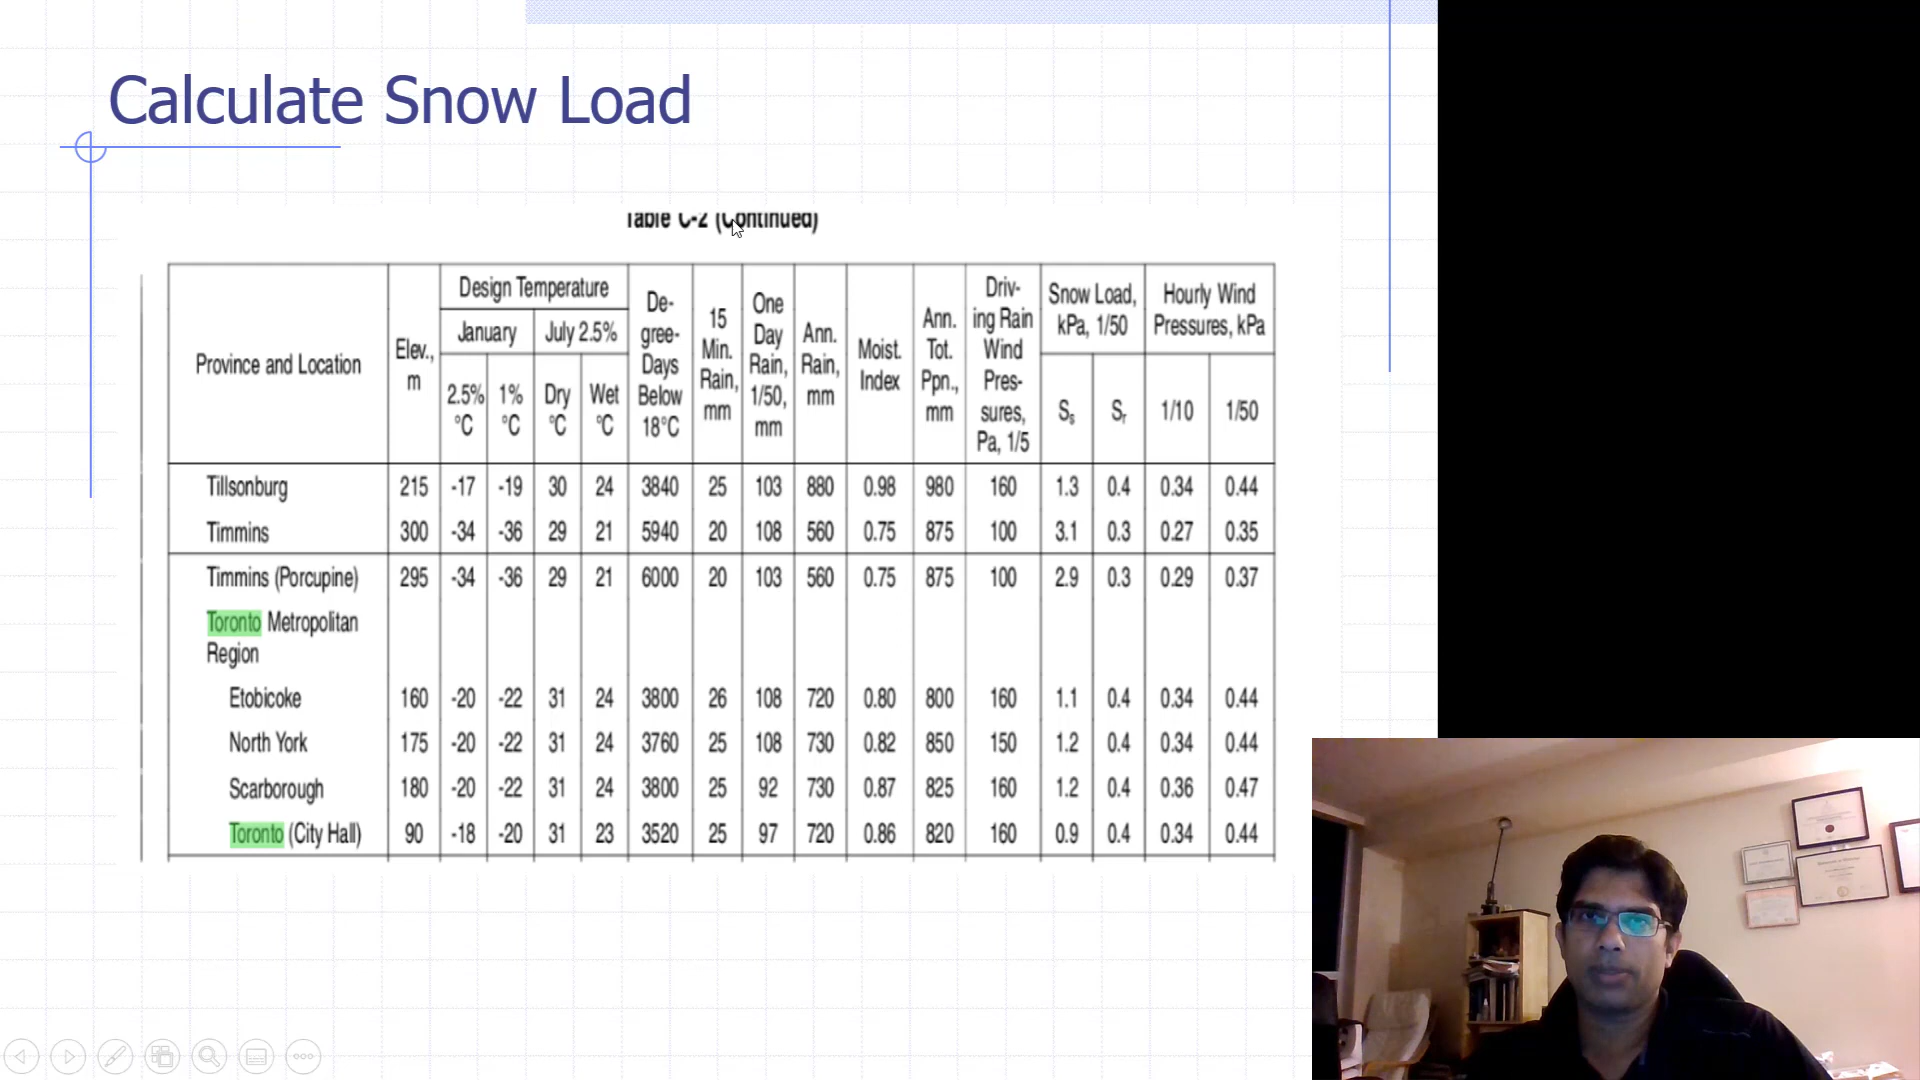 Calculate Snow Load
Table C-2 (Continued)
Province and Location
Elev., m
Design Temperature
January
July 2.5%
2.5% °C
1% °C
Dry °C
Wet °C
De-
gree-
Days
Below
18°C
15
Min.
Rain,
mm
One
Day
Rain,
1/50,
mm
Ann.
Rain,
mm
Moist.
Index
Ann.
Tot.
Ppn.,
mm
Driv-
ing Rain
Wind
Pres-
sures,
Pa, 1/5
Snow Load,
kPa, 1/50
Ss
Sr
Hourly Wind
Pressures, kPa
1/10
1/50
Tillsonburg 215 -17 -19 30 24 3840 25 103 880 0.98 980 160 1.3 0.4 0.34 0.44
Timmins 300 -34 -36 29 21 5940 20 108 560 0.75 875 100 3.1 0.3 0.27 0.35
Timmins (Porcupine) 295 -34 -36 29 21 6000 20 103 560 0.75 875 100 2.9 0.3 0.29 0.37
Toronto Metropolitan
Region
Etobicoke 160 -20 -22 31 24 3800 26 108 720 0.80 800 160 1.1 0.4 0.34 0.44
North York 175 -20 -22 31 24 3760 25 108 730 0.82 850 150 1.2 0.4 0.34 0.44
Scarborough 180 -20 -22 31 24 3800 25 92 730 0.87 825 160 1.2 0.4 0.36 0.47
Toronto (City Hall) 90 -18 -20 31 23 3520 25 97 720 0.86 820 160 0.9 0.4 0.34 0.44